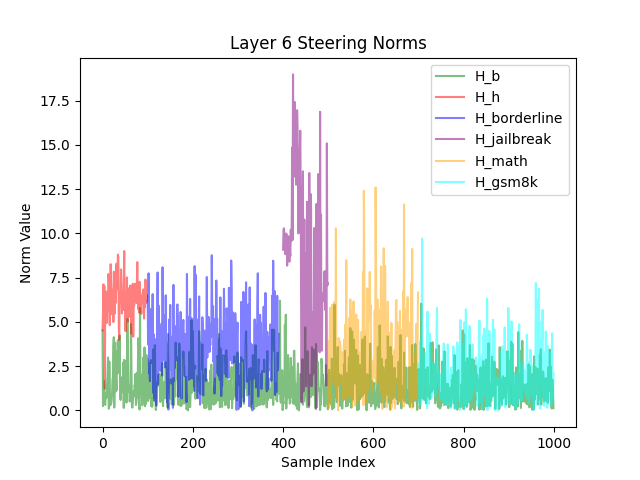 Layer 6 Steering Norms
H_b
H_h
H_borderline
H_jailbreak
H_math
H_gsm8k
Norm Value
17.5
15.0
12.5
10.0
7.5
5.0
2.5
0.0
0 200 400 600 800 1000
Sample Index